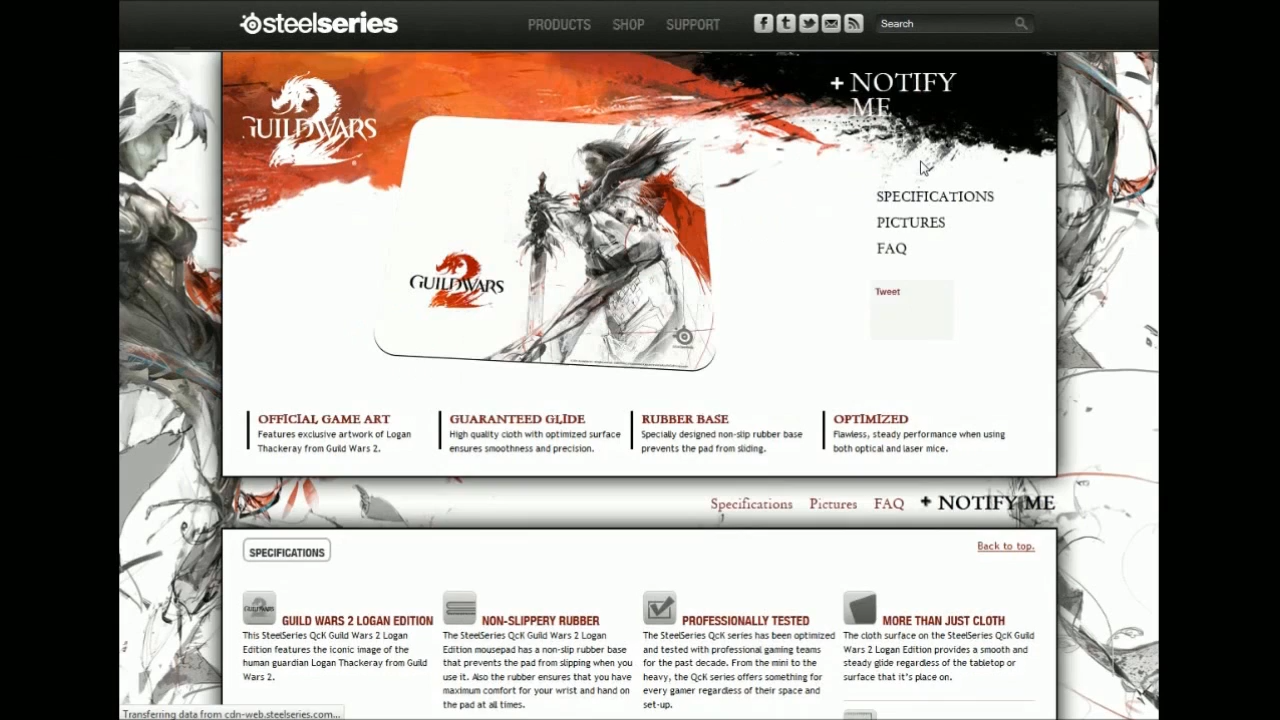 steelseries
PRODUCTS SHOP SUPPORT
Search
GUILDWARS
2
+ NOTIFY
ME
SPECIFICATIONS
PICTURES
FAQ
Tweet
GUILDWARS
2
OFFICIAL GAME ART
Features exclusive artwork of Logan
Thackeray from Guild Wars 2.
GUARANTEED GLIDE
High quality cloth with optimized surface
ensures smoothness and precision.
RUBBER BASE
Specially designed non-slip rubber base
prevents the pad from sliding.
OPTIMIZED
Flawless, steady performance when using
both optical and laser mice.
Specifications Pictures FAQ + NOTIFY ME
SPECIFICATIONS
Back to top.
GUILD WARS 2 LOGAN EDITION
This SteelSeries QcK Guild Wars 2 Logan
Edition features the iconic image of the
human guardian Logan Thackeray from Guild
Wars 2.
NON-SLIPPERY RUBBER
The SteelSeries QcK Guild Wars 2 Logan
Edition mousepad has a non-slip rubber base
that prevents the pad from slipping when you
use it. Also the rubber ensures that you have
maximum comfort for your wrist and hand on
the pad at all times.
PROFESSIONALLY TESTED
The SteelSeries QcK series has been optimized
and tested with professional gaming teams
for the past decade. From the mini to the
heavy, the QcK series offers something for
every gamer regardless of their space and
set-up.
MORE THAN JUST CLOTH
The cloth surface on the SteelSeries QcK Guild
Wars 2 Logan Edition provides a smooth and
steady glide regardless of the tabletop or
surface that it's place on.
Transferring data from cdn-web.steelseries.com...